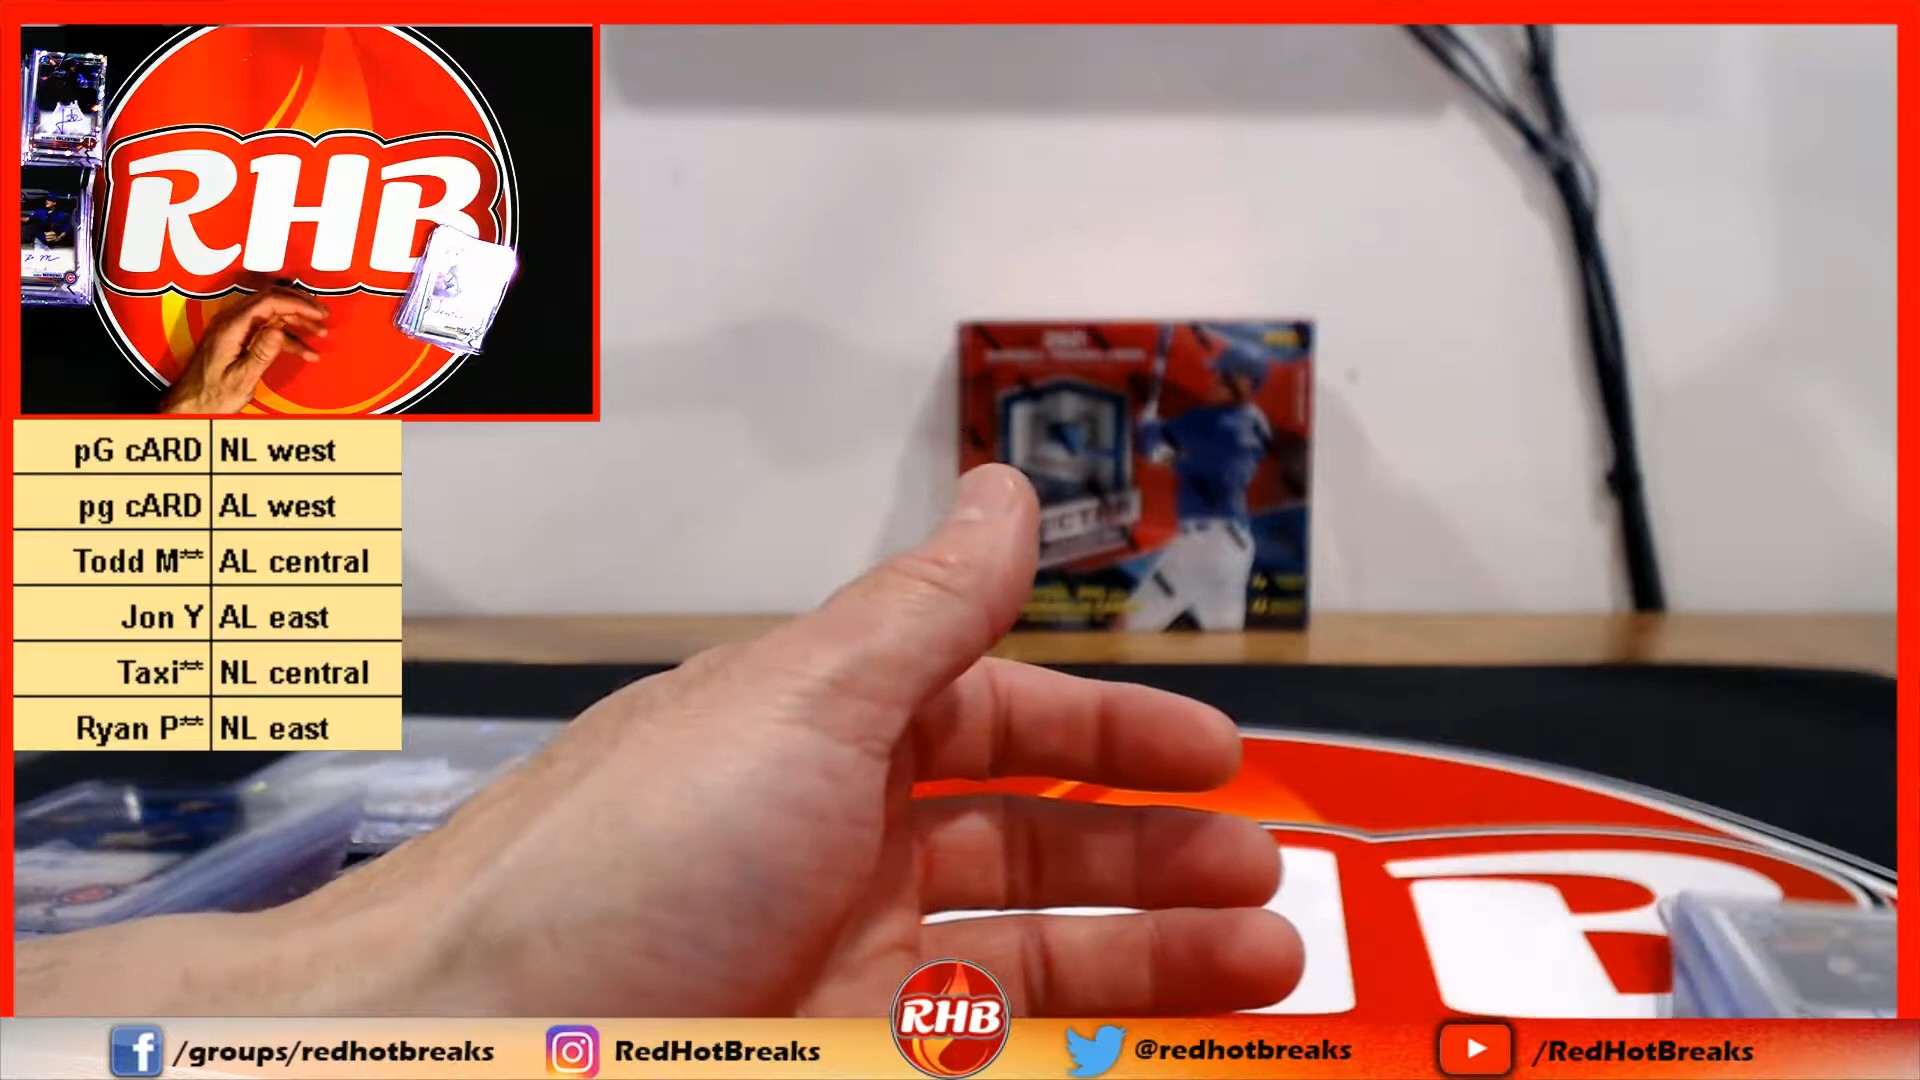 RHB
pG cARD NL west
pg cARD AL west
Todd M** AL central
Jon Y AL east
Taxi** NL central
Ryan P** NL east
2021
RHB
/groups/redhotbreaks
RedHotBreaks
@redhotbreaks
/RedHotBreaks